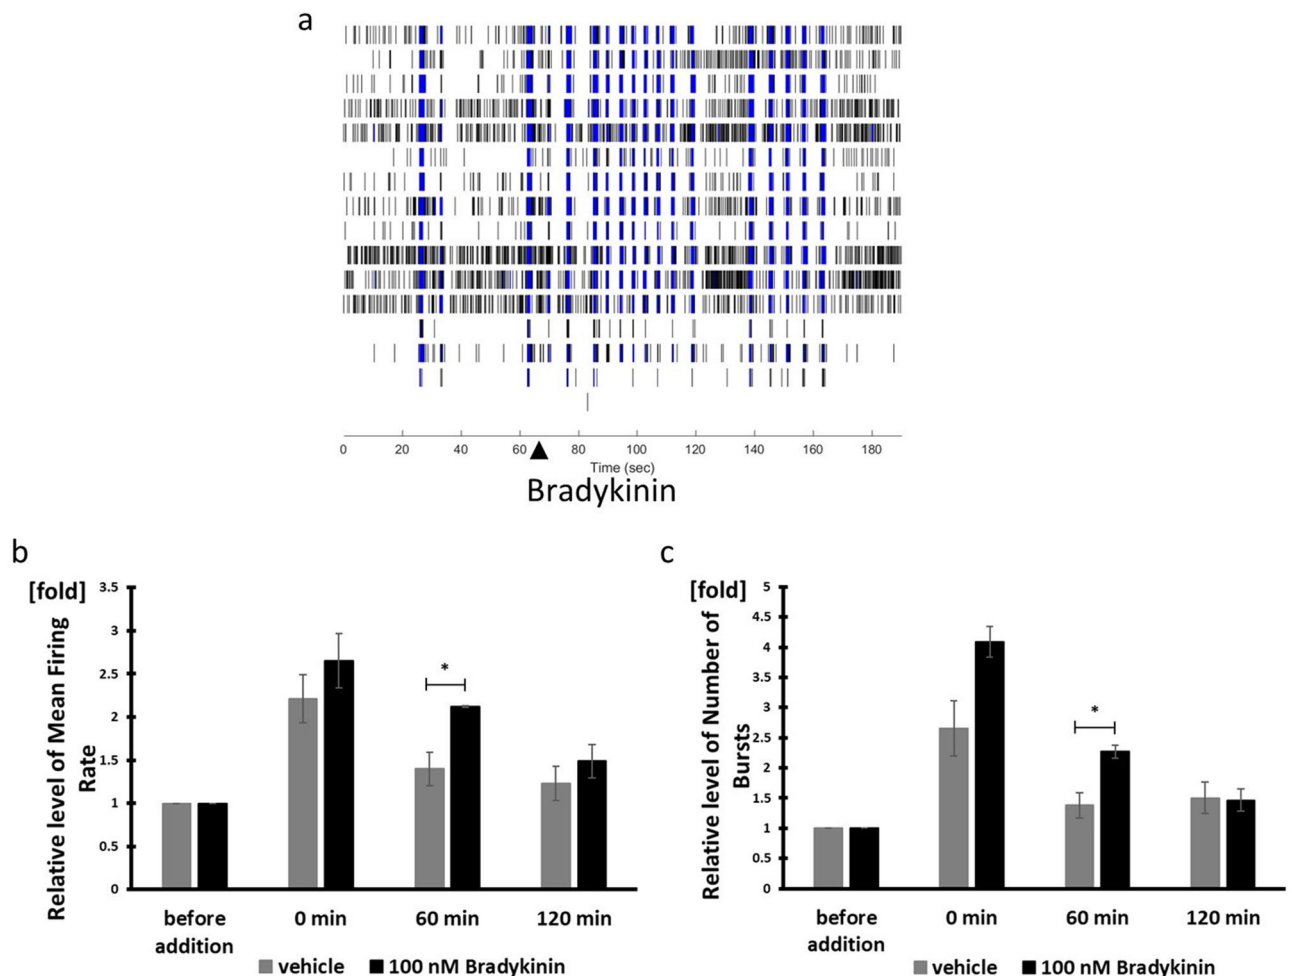 a
0 20 40 60 80 100 120 140 160 180
Time (sec)
Bradykinin
b
[fold]
Relative level of Mean Firing
Rate
3.5
3
2.5
2
1.5
1
0.5
0
*
before
addition
0 min
60 min
120 min
vehicle
100 nM Bradykinin
c
[fold]
Relative level of Number of
Bursts
5
4.5
4
3.5
3
2.5
2
1.5
1
0.5
0
*
before
addition
0 min
60 min
120 min
vehicle
100 nM Bradykinin